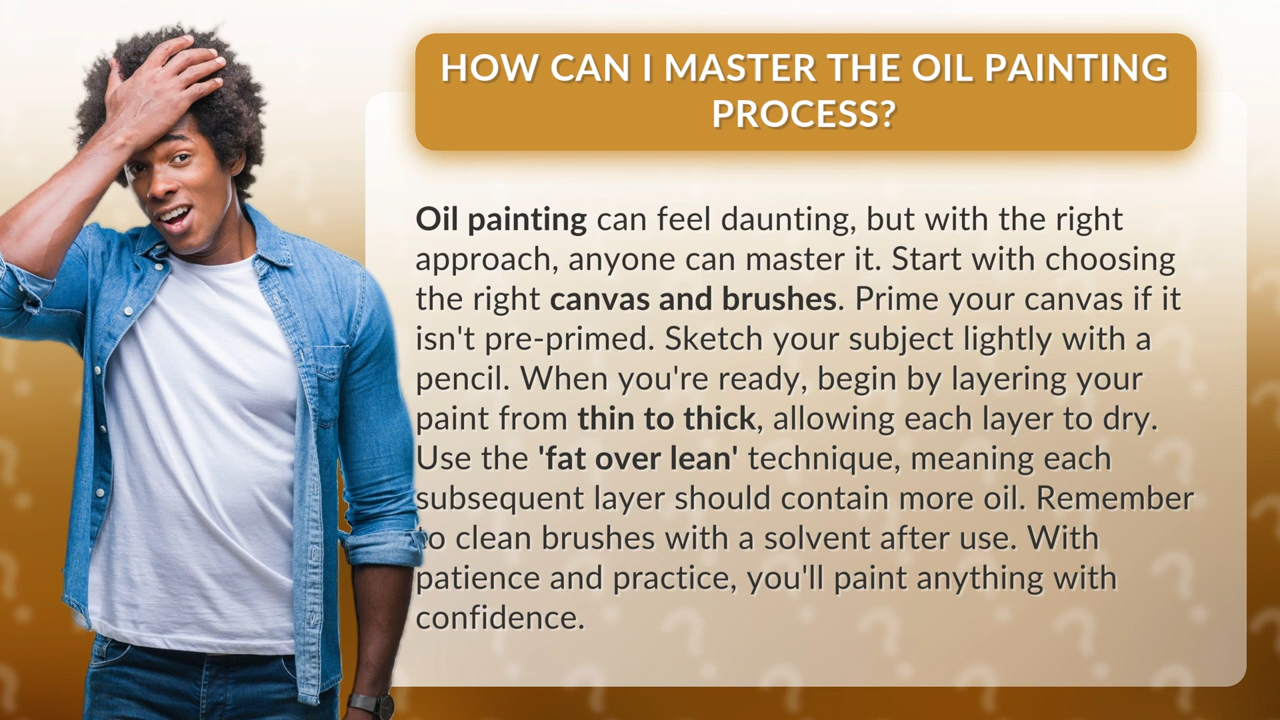 HOW CAN I MASTER THE OIL PAINTING
PROCESS?
Oil painting can feel daunting, but with the right
approach, anyone can master it. Start with choosing
the right canvas and brushes. Prime your canvas if it
isn't pre-primed. Sketch your subject lightly with a
pencil. When you're ready, begin by layering your
paint from thin to thick, allowing each layer to dry.
Use the 'fat over lean' technique, meaning each
subsequent layer should contain more oil. Remember
to clean brushes with a solvent after use. With
patience and practice, you'll paint anything with
confidence.